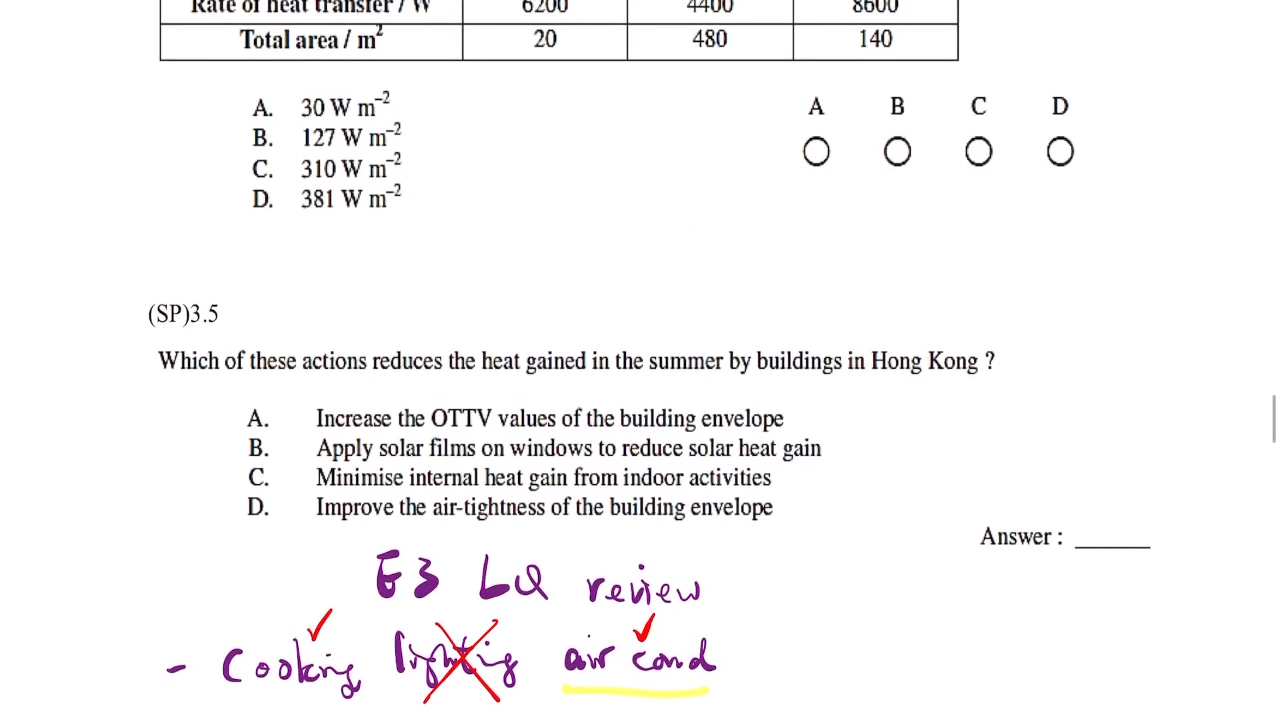 Rate of heat transfer / W 6200 4400 8600
Total area / m² 20 480 140
A. 30 W m⁻² A B C D
B. 127 W m⁻²
C. 310 W m⁻²
D. 381 W m⁻²
(SP)3.5
Which of these actions reduces the heat gained in the summer by buildings in Hong Kong ?
A. Increase the OTTV values of the building envelope
B. Apply solar films on windows to reduce solar heat gain
C. Minimise internal heat gain from indoor activities
D. Improve the air-tightness of the building envelope
Answer : ______
E3 LQ review
- Cooking lighting air cond